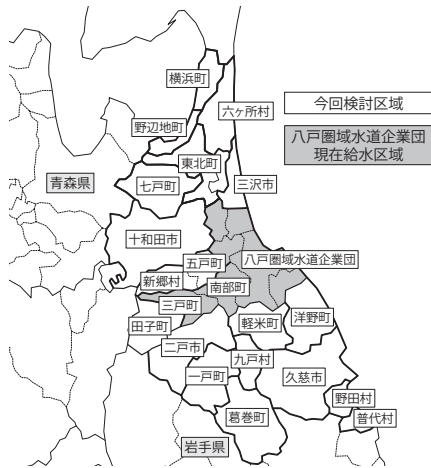 横浜町
六ヶ所村
今回検討区域
野辺地町
八戸圏域水道企業団
現在給水区域
東北町
青森県
七戸町
三沢市
十和田市
五戸町
八戸圏域水道企業団
新郷村
南部町
三戸町
洋野町
田子町
軽米町
二戸市
九戸村
一戸町
久慈市
野田村
葛巻町
普代村
岩手県